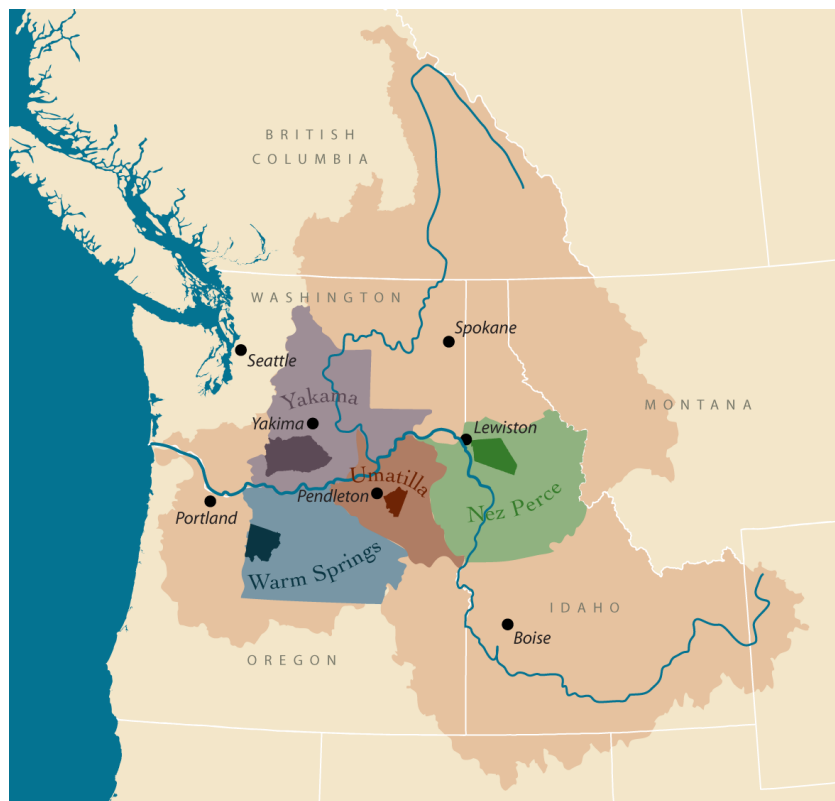 BRITISH
COLUMBIA
WASHINGTON
Spokane
Seattle
Yakama
MONTANA
Yakima
Lewiston
Umatilla
Pendleton
Nez Perce
Portland
Warm Springs
IDAHO
Boise
OREGON